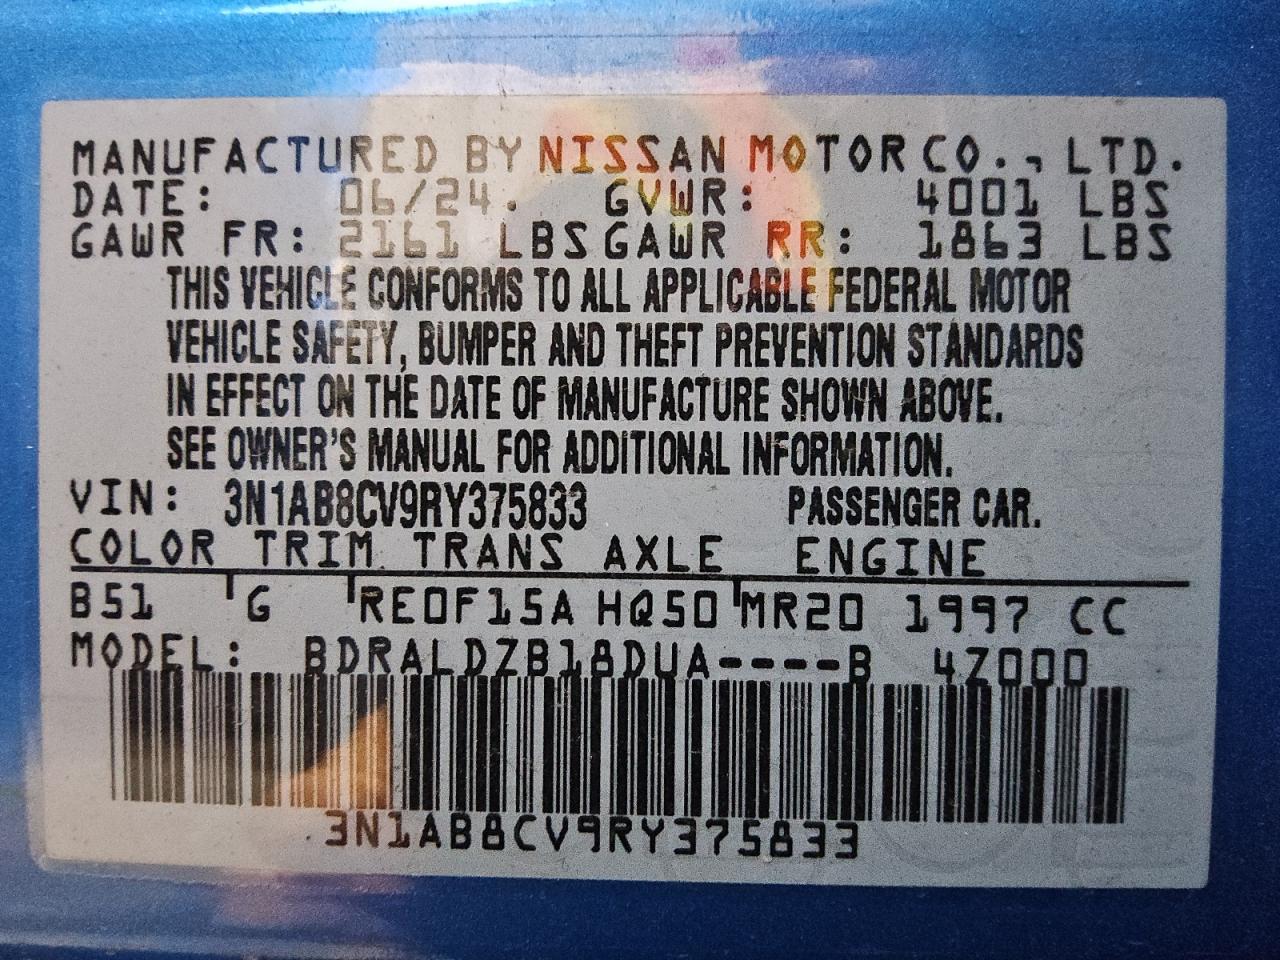 MANUFACTURED BY NISSAN MOTOR CO., LTD.
DATE: 06/24. GVWR: 4001 LBS
GAWR FR: 2161 LBS GAWR RR: 1863 LBS
THIS VEHICLE CONFORMS TO ALL APPLICABLE FEDERAL MOTOR
VEHICLE SAFETY, BUMPER AND THEFT PREVENTION STANDARDS
IN EFFECT ON THE DATE OF MANUFACTURE SHOWN ABOVE.
SEE OWNER'S MANUAL FOR ADDITIONAL INFORMATION.
VIN: 3N1AB8CV9RY375833 PASSENGER CAR.
COLOR TRIM TRANS AXLE ENGINE
B51 G RE0F15A HQ50 MR20 1997 CC
MODEL: BDRALDZB18DUA----B 4Z000
3N1AB8CV9RY375833